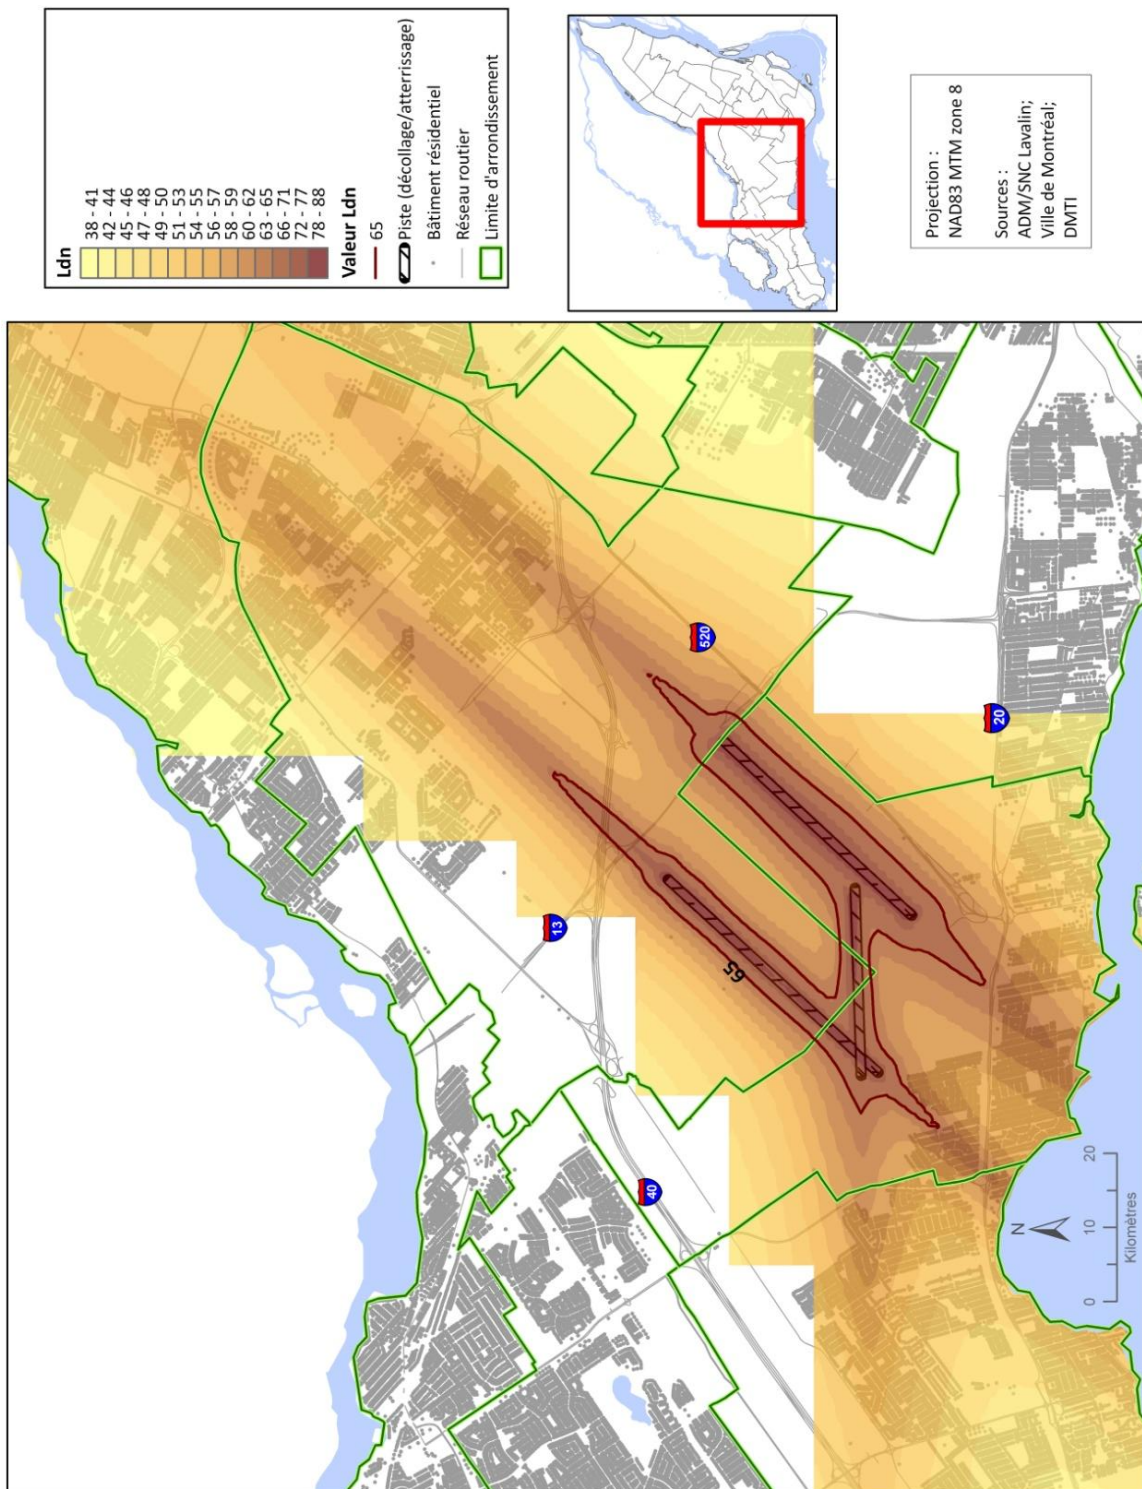 Ldn
38 - 41
42 - 44
45 - 46
47 - 48
49 - 50
51 - 53
54 - 55
56 - 57
58 - 59
60 - 62
63 - 65
66 - 71
72 - 77
78 - 88
Valeur Ldn
65
Piste (décollage/atterrissage)
Bâtiment résidentiel
Réseau routier
Limite d'arrondissement
Projection :
NAD83 MTM zone 8
Sources :
ADM/SNC Lavalin;
Ville de Montréal;
DMTI
13
520
40
20
65
N
0 10 20
Kilomètres